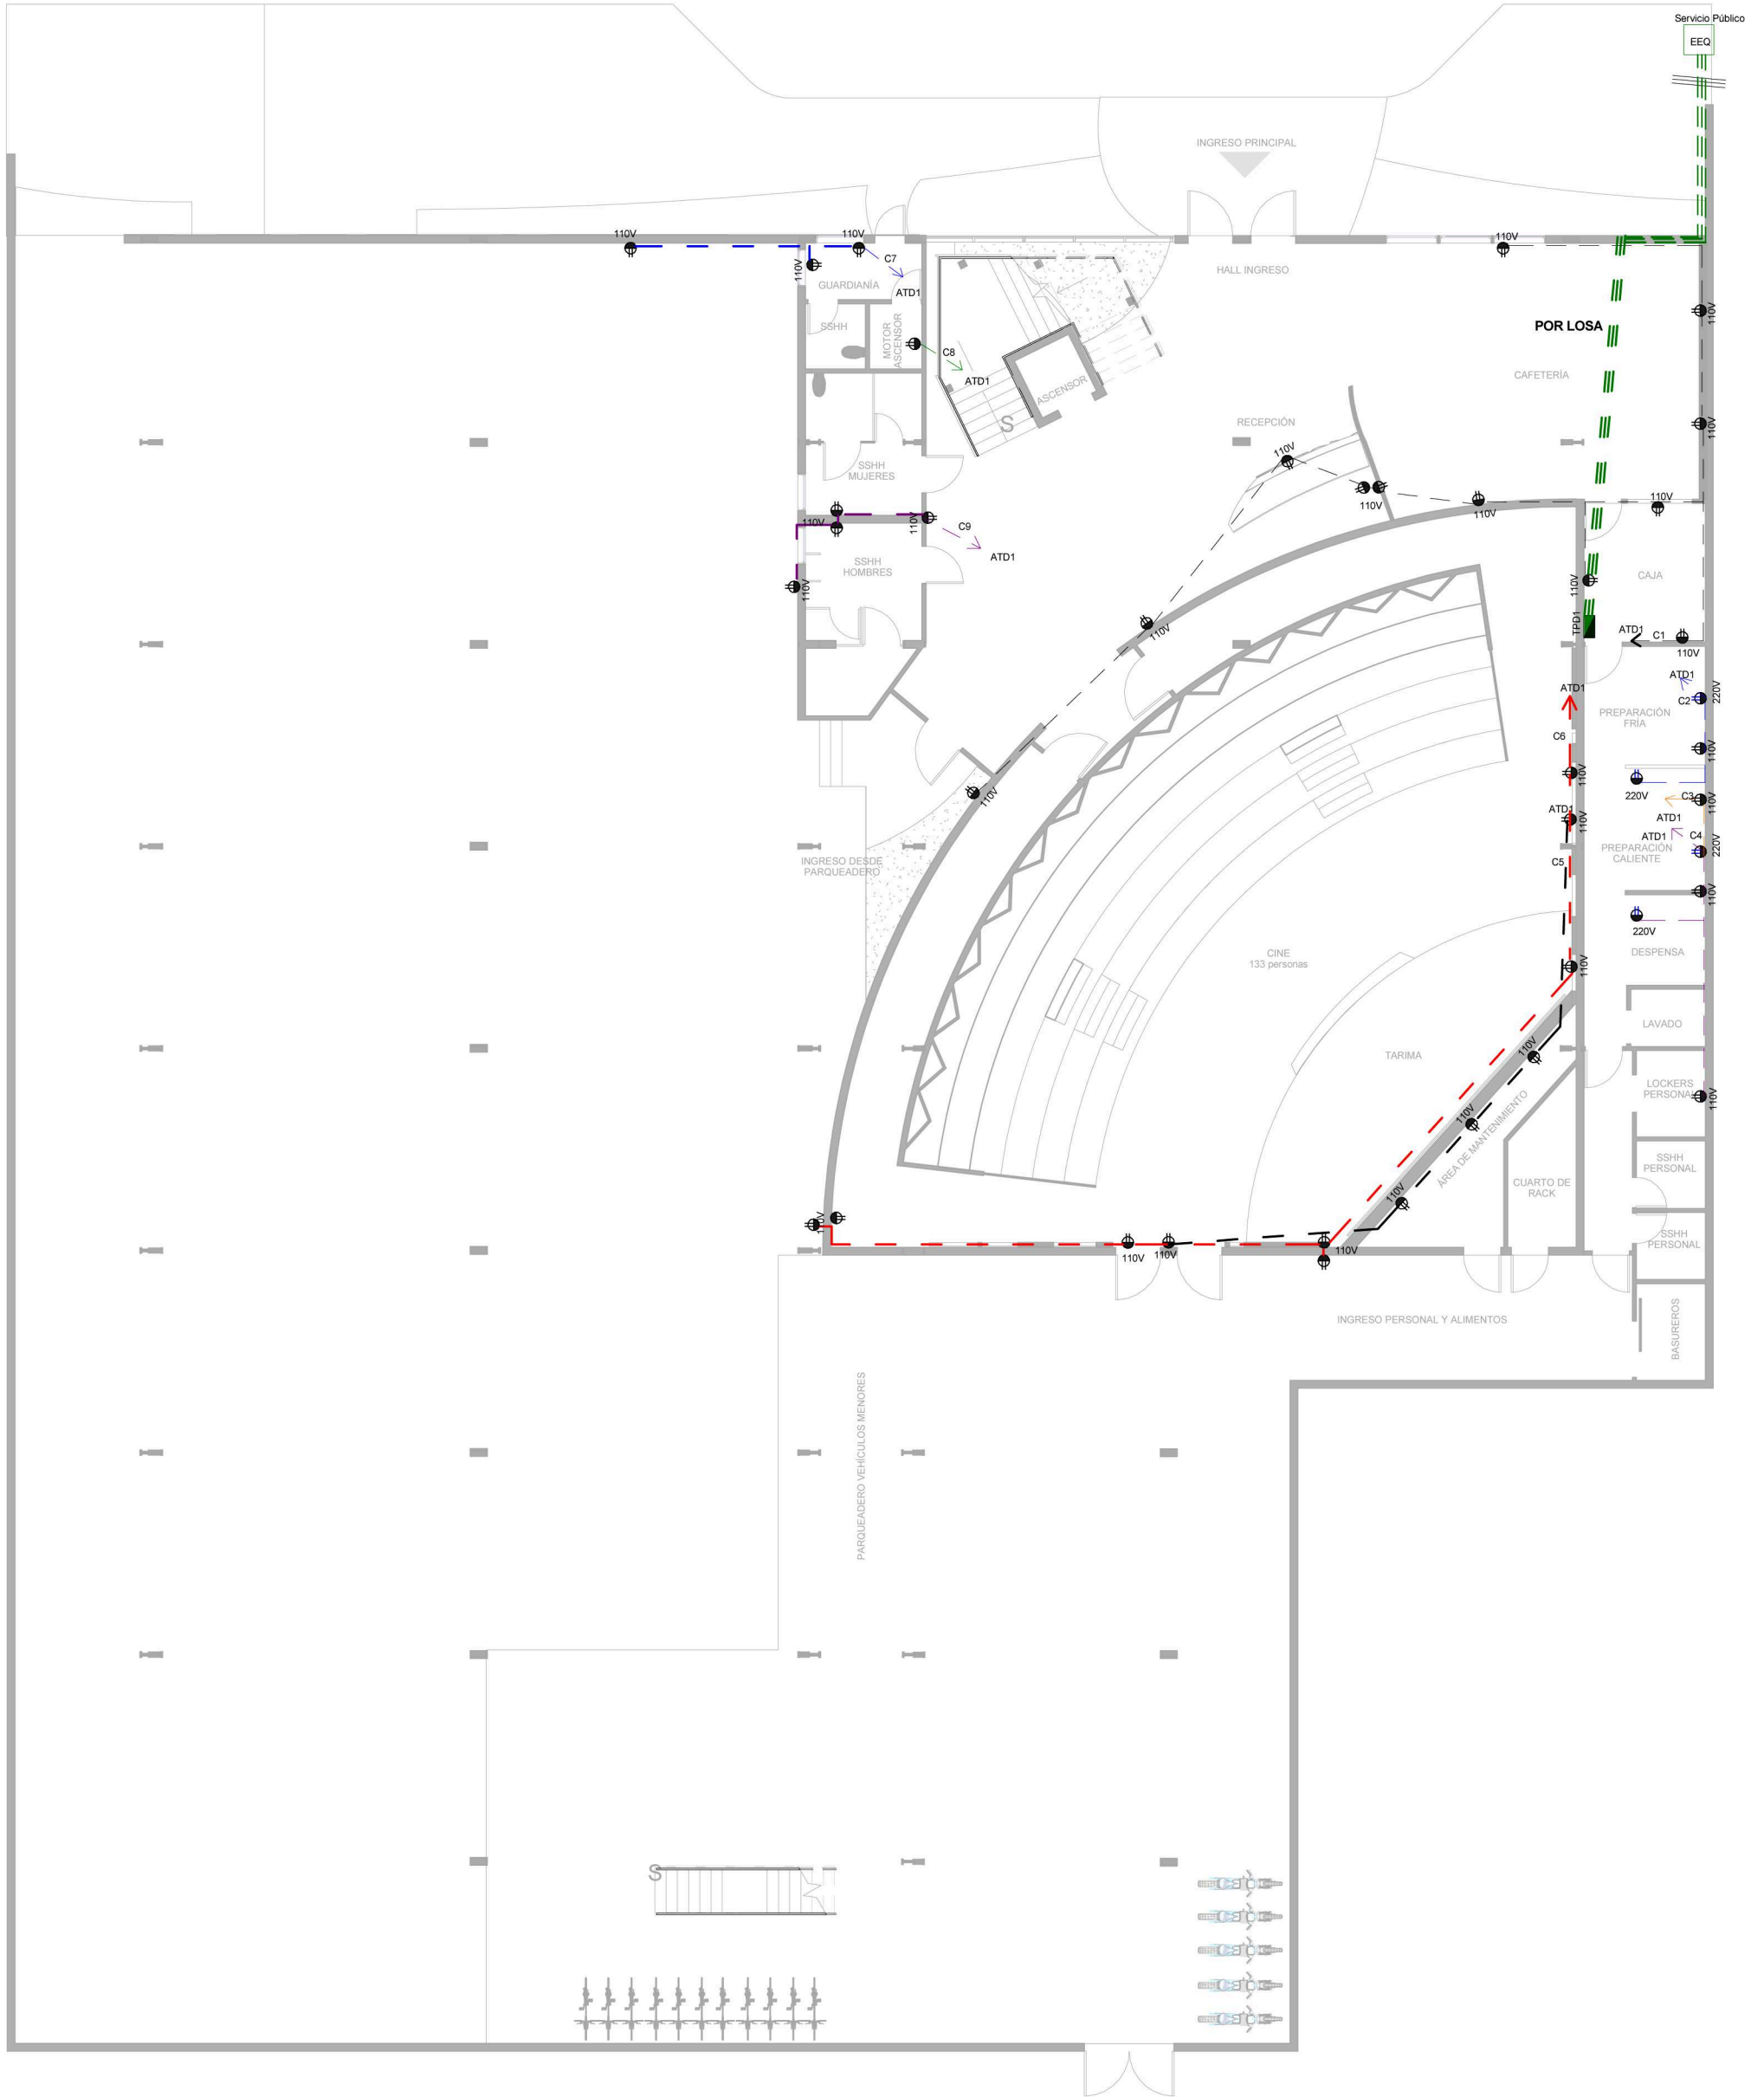 Servicio Público
EEQ
INGRESO PRINCIPAL
110V
110V
110V
110V
C7
GUARDIANÍA
ATD1
HALL INGRESO
110V
POR LOSA
SSHH
MOTOR
ASCENSOR
C8
ATD1
ASCENSOR
S
CAFETERÍA
RECEPCIÓN
110V
110V
SSHH
MUJERES
110V
110V
110V
110V
110V
C9
ATD1
SSHH
HOMBRES
110V
110V
CAJA
TPD1
ATD1
C1
110V
110V
ATD1
C2
220V
ATD1
PREPARACIÓN
FRÍA
C6
110V
110V
110V
220V
C3
110V
ATD1
110V
ATD1
ATD1
C4
220V
PREPARACIÓN
CALIENTE
INGRESO DESDE
PARQUEADERO
C5
110V
220V
CINE
133 personas
DESPENSA
110V
LAVADO
TARIMA
110V
LOCKERS
PERSONAL
110V
110V
ÁREA DE MANTENIMIENTO
SSHH
PERSONAL
CUARTO DE
RACK
110V
110V
SSHH
PERSONAL
110V
110V
110V
INGRESO PERSONAL Y ALIMENTOS
BASUREROS
PARQUEADERO VEHÍCULOS MENORES
S